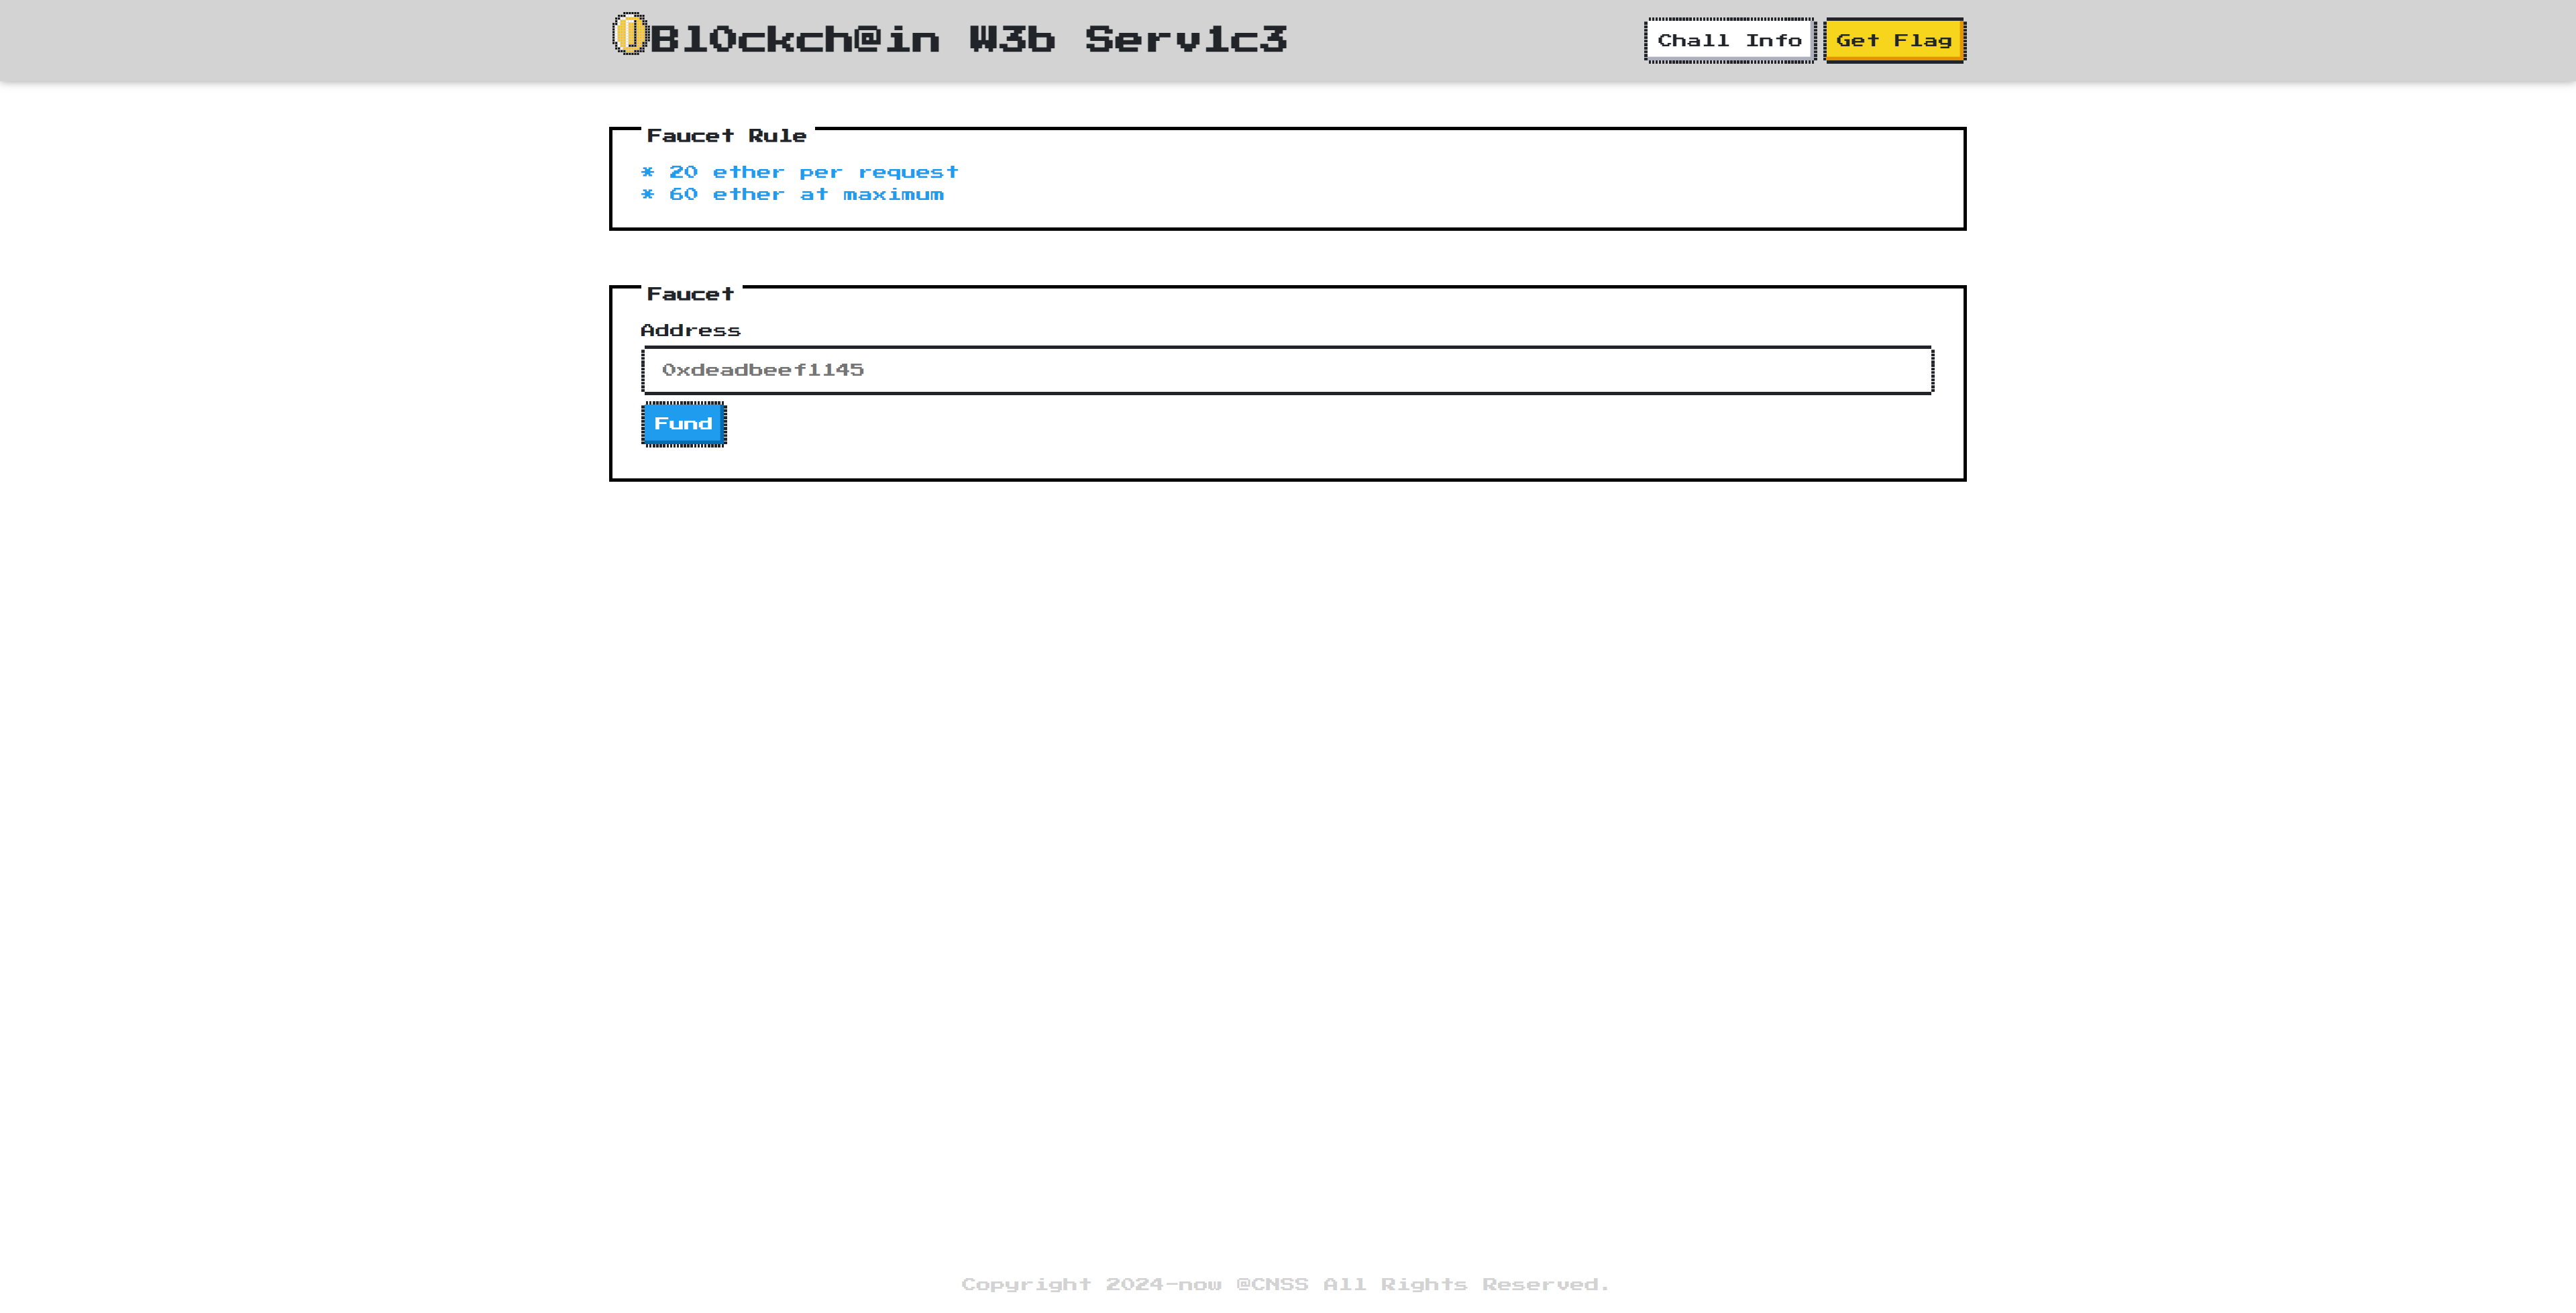 Bl0ckch@in W3b Serv1c3
Chall Info
Get Flag
Faucet Rule
* 20 ether per request
* 60 ether at maximum
Faucet
Address
0xdeadbeef1145
Fund
Copyright 2024-now @CNSS All Rights Reserved.